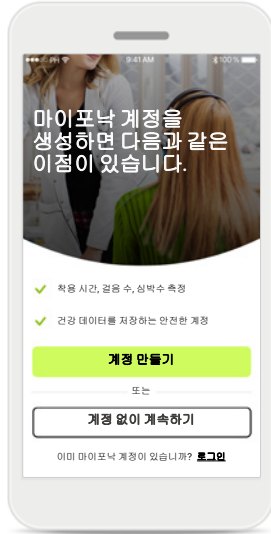 PH 9:41 AM 100%
마이포낙 계정을
생성하면 다음과 같은
이점이 있습니다.
착용 시간, 걸음 수, 심박수 측정
건강 데이터를 저장하는 안전한 계정
계정 만들기
또는
계정 없이 계속하기
이미 마이포낙 계정이 있습니까? 로그인